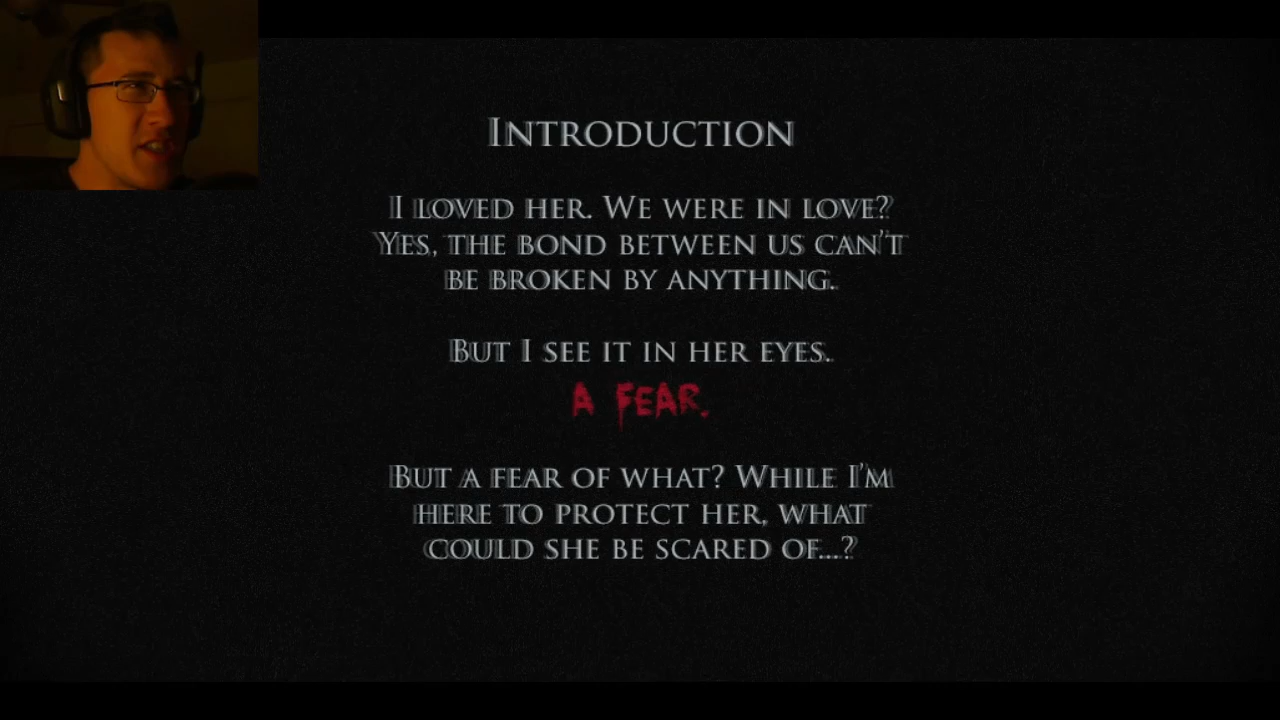 Introduction
I loved her. We were in love?
Yes, the bond between us can't
be broken by anything.
But I see it in her eyes.
A fear.
But a fear of what? While I'm
here to protect her, what
could she be scared of...?